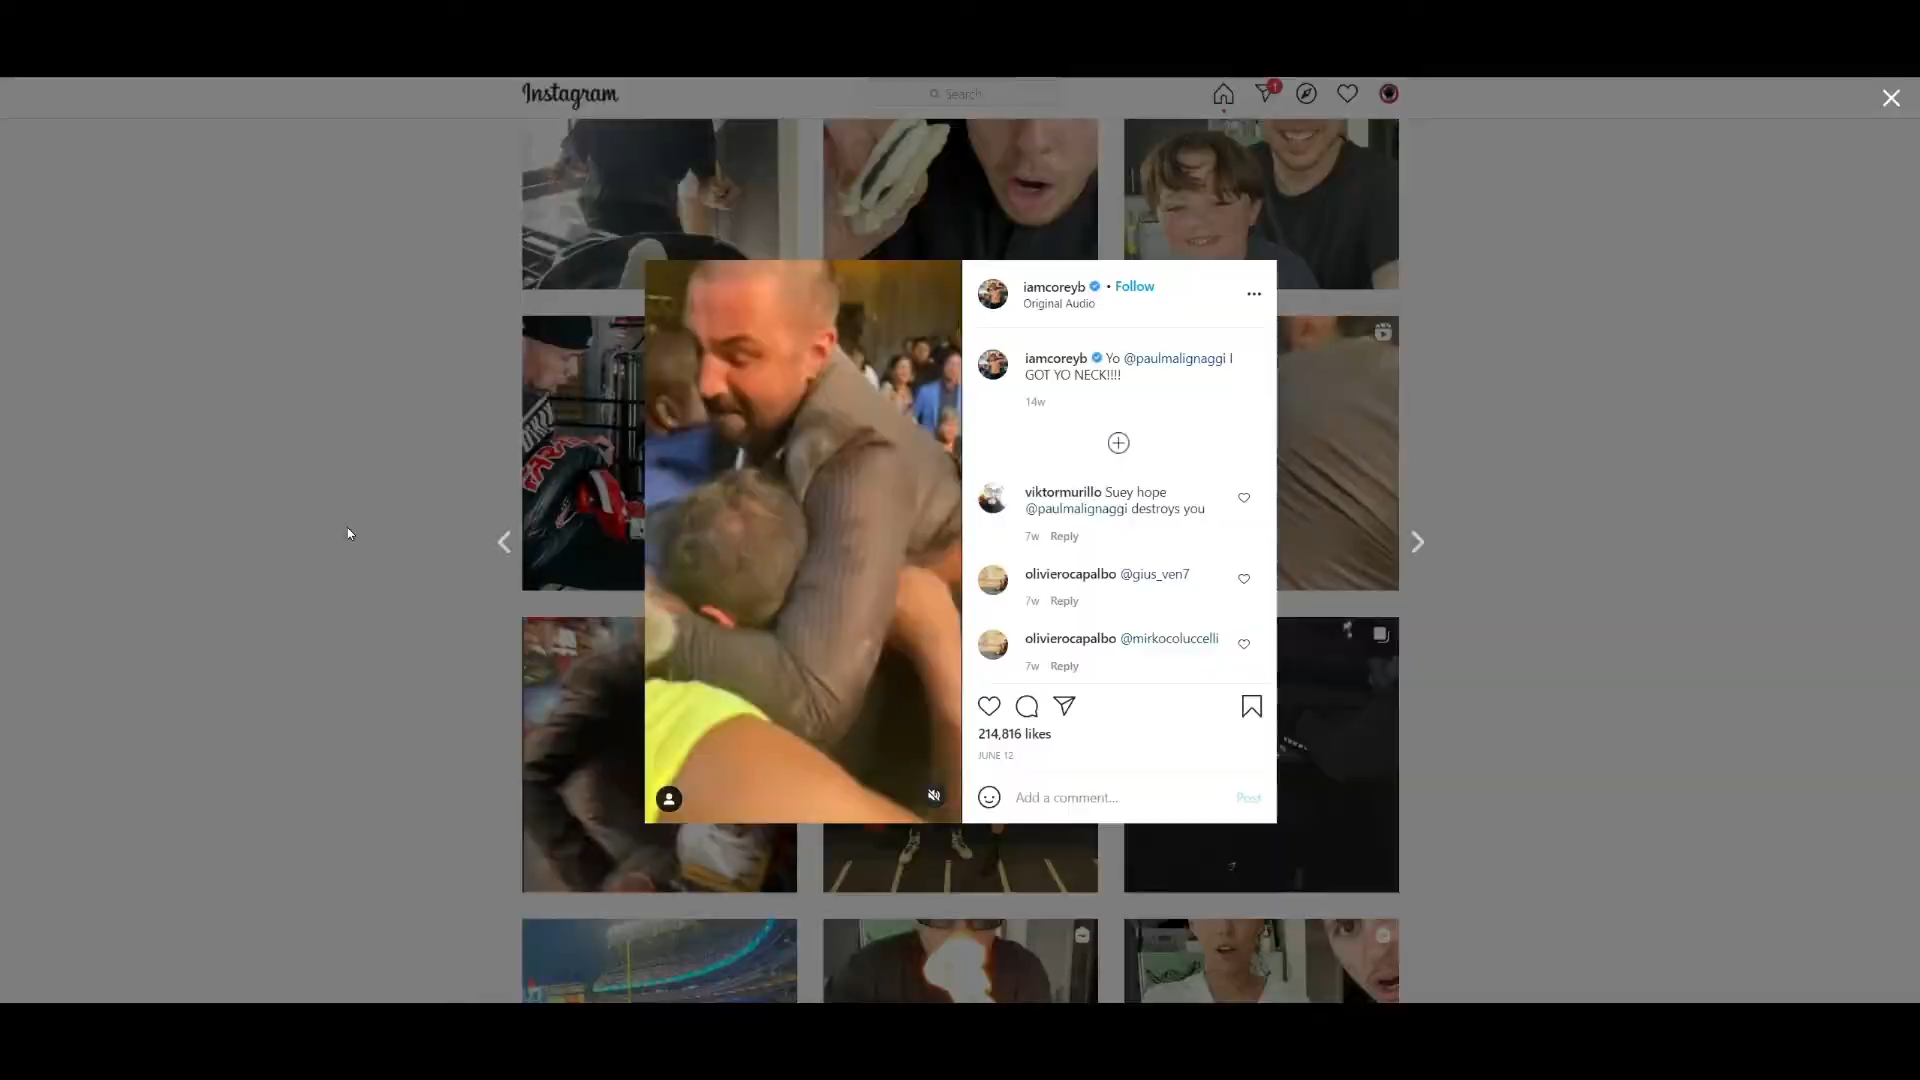 Instagram
Search
1
iamcoreyb • Follow
Original Audio
iamcoreyb Yo @paulmalignaggi I
GOT YO NECK!!!!
14w
viktormurillo Suey hope
@paulmalignaggi destroys you
7w Reply
olivierocapalbo @gius_ven7
7w Reply
olivierocapalbo @mirkocoluccelli
7w Reply
214,816 likes
JUNE 12
Add a comment... Post